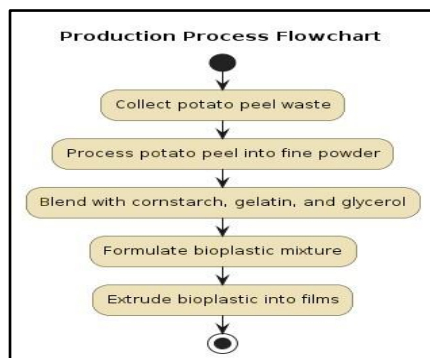 Production Process Flowchart
Collect potato peel waste
Process potato peel into fine powder
Blend with cornstarch, gelatin, and glycerol
Formulate bioplastic mixture
Extrude bioplastic into films